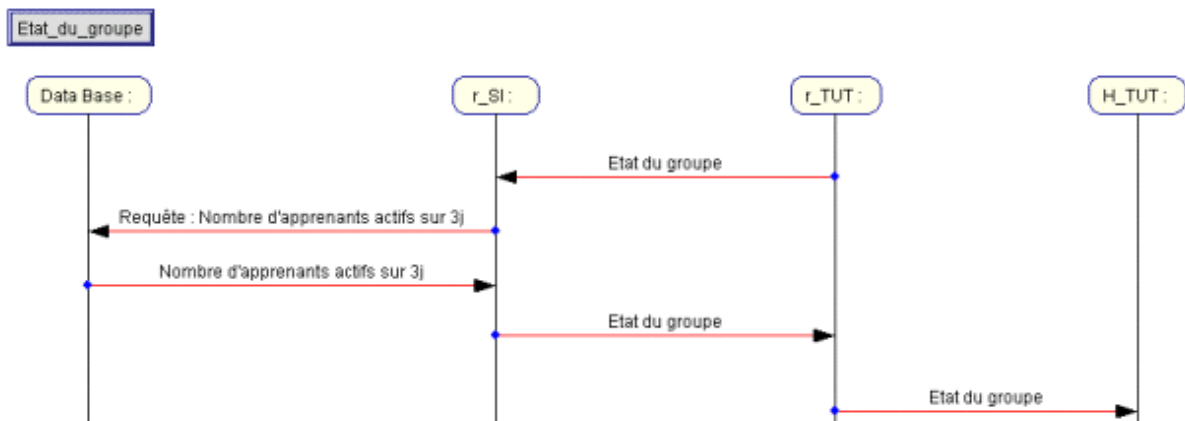 Etat_du_groupe
Data Base :
r_SI :
r_TUT :
H_TUT :
Etat du groupe
Requête : Nombre d'apprenants actifs sur 3j
Nombre d'apprenants actifs sur 3j
Etat du groupe
Etat du groupe